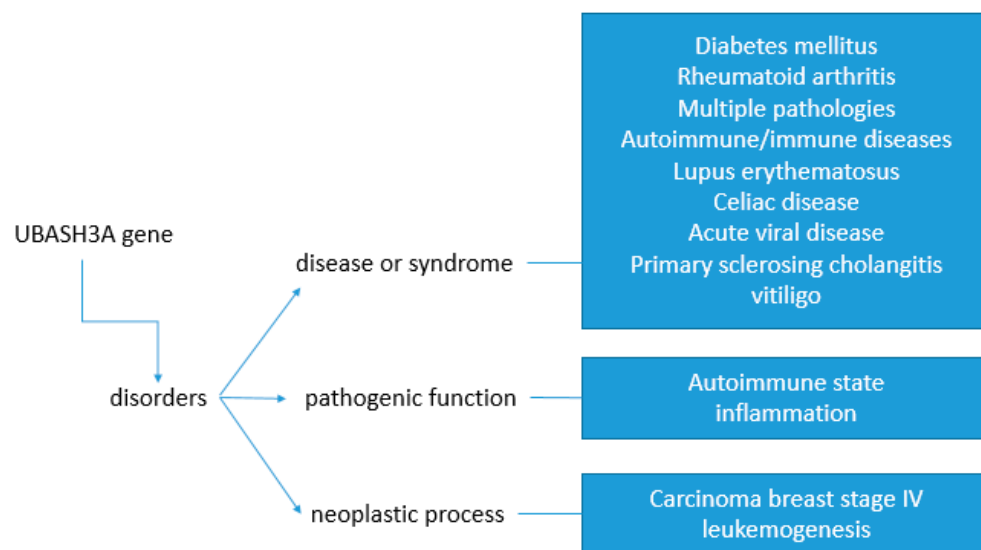 UBASH3A gene
disorders
disease or syndrome
Diabetes mellitus
Rheumatoid arthritis
Multiple pathologies
Autoimmune/immune diseases
Lupus erythematosus
Celiac disease
Acute viral disease
Primary sclerosing cholangitis
vitiligo
pathogenic function
Autoimmune state
inflammation
neoplastic process
Carcinoma breast stage IV
leukemogenesis